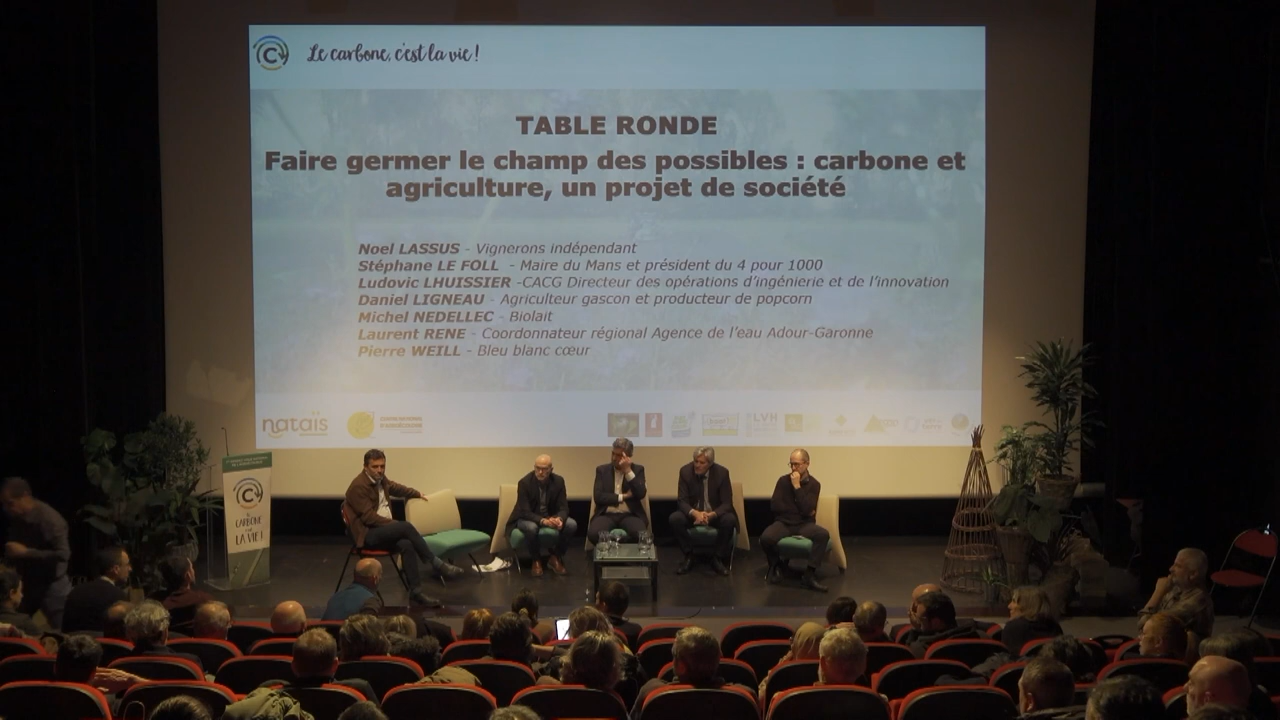 Le carbone, c'est la vie !
TABLE RONDE
Faire germer le champ des possibles : carbone et
agriculture, un projet de société
Noel LASSUS - Vignerons indépendant
Stéphane LE FOLL - Maire du Mans et président du 4 pour 1000
Ludovic LHUISSIER -CACG Directeur des opérations d'ingénierie et de l'innovation
Daniel LIGNEAU - Agriculteur gascon et producteur de popcorn
Michel NEDELLEC - Biolait
Laurent RENE - Coordonnateur régional Agence de l'eau Adour-Garonne
Pierre WEILL - Bleu blanc cœur
nataïs
LVH
C
CARBONE
c'est
LA VIE !